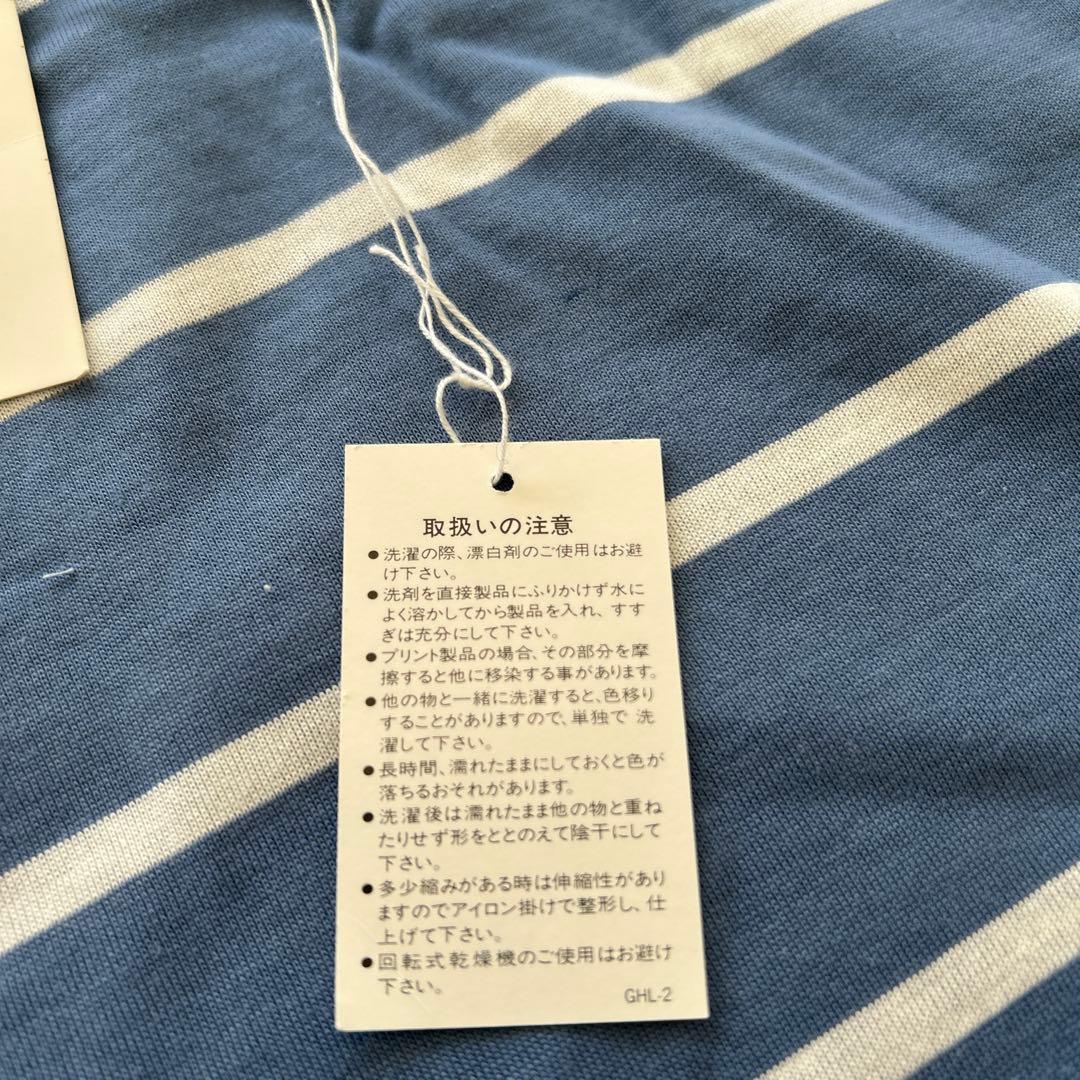 取扱いの注意
●洗濯の際、漂白剤のご使用はお避
け下さい。
●洗剤を直接製品にふりかけず水に
よく溶かしてから製品を入れ、すす
ぎは充分にして下さい。
●プリント製品の場合、その部分を摩
擦すると他に移染する事があります。
●他の物と一緒に洗濯すると、色移り
することがありますので、単独で 洗
濯して下さい。
●長時間、濡れたままにしておくと色が
落ちるおそれがあります。
●洗濯後は濡れたまま他の物と重ね
たりせず形をととのえて陰干にして
下さい。
●多少縮みがある時は伸縮性があり
ますのでアイロン掛けで整形し、仕
上げて下さい。
●回転式乾燥機のご使用はお避け
下さい。
GHL-2